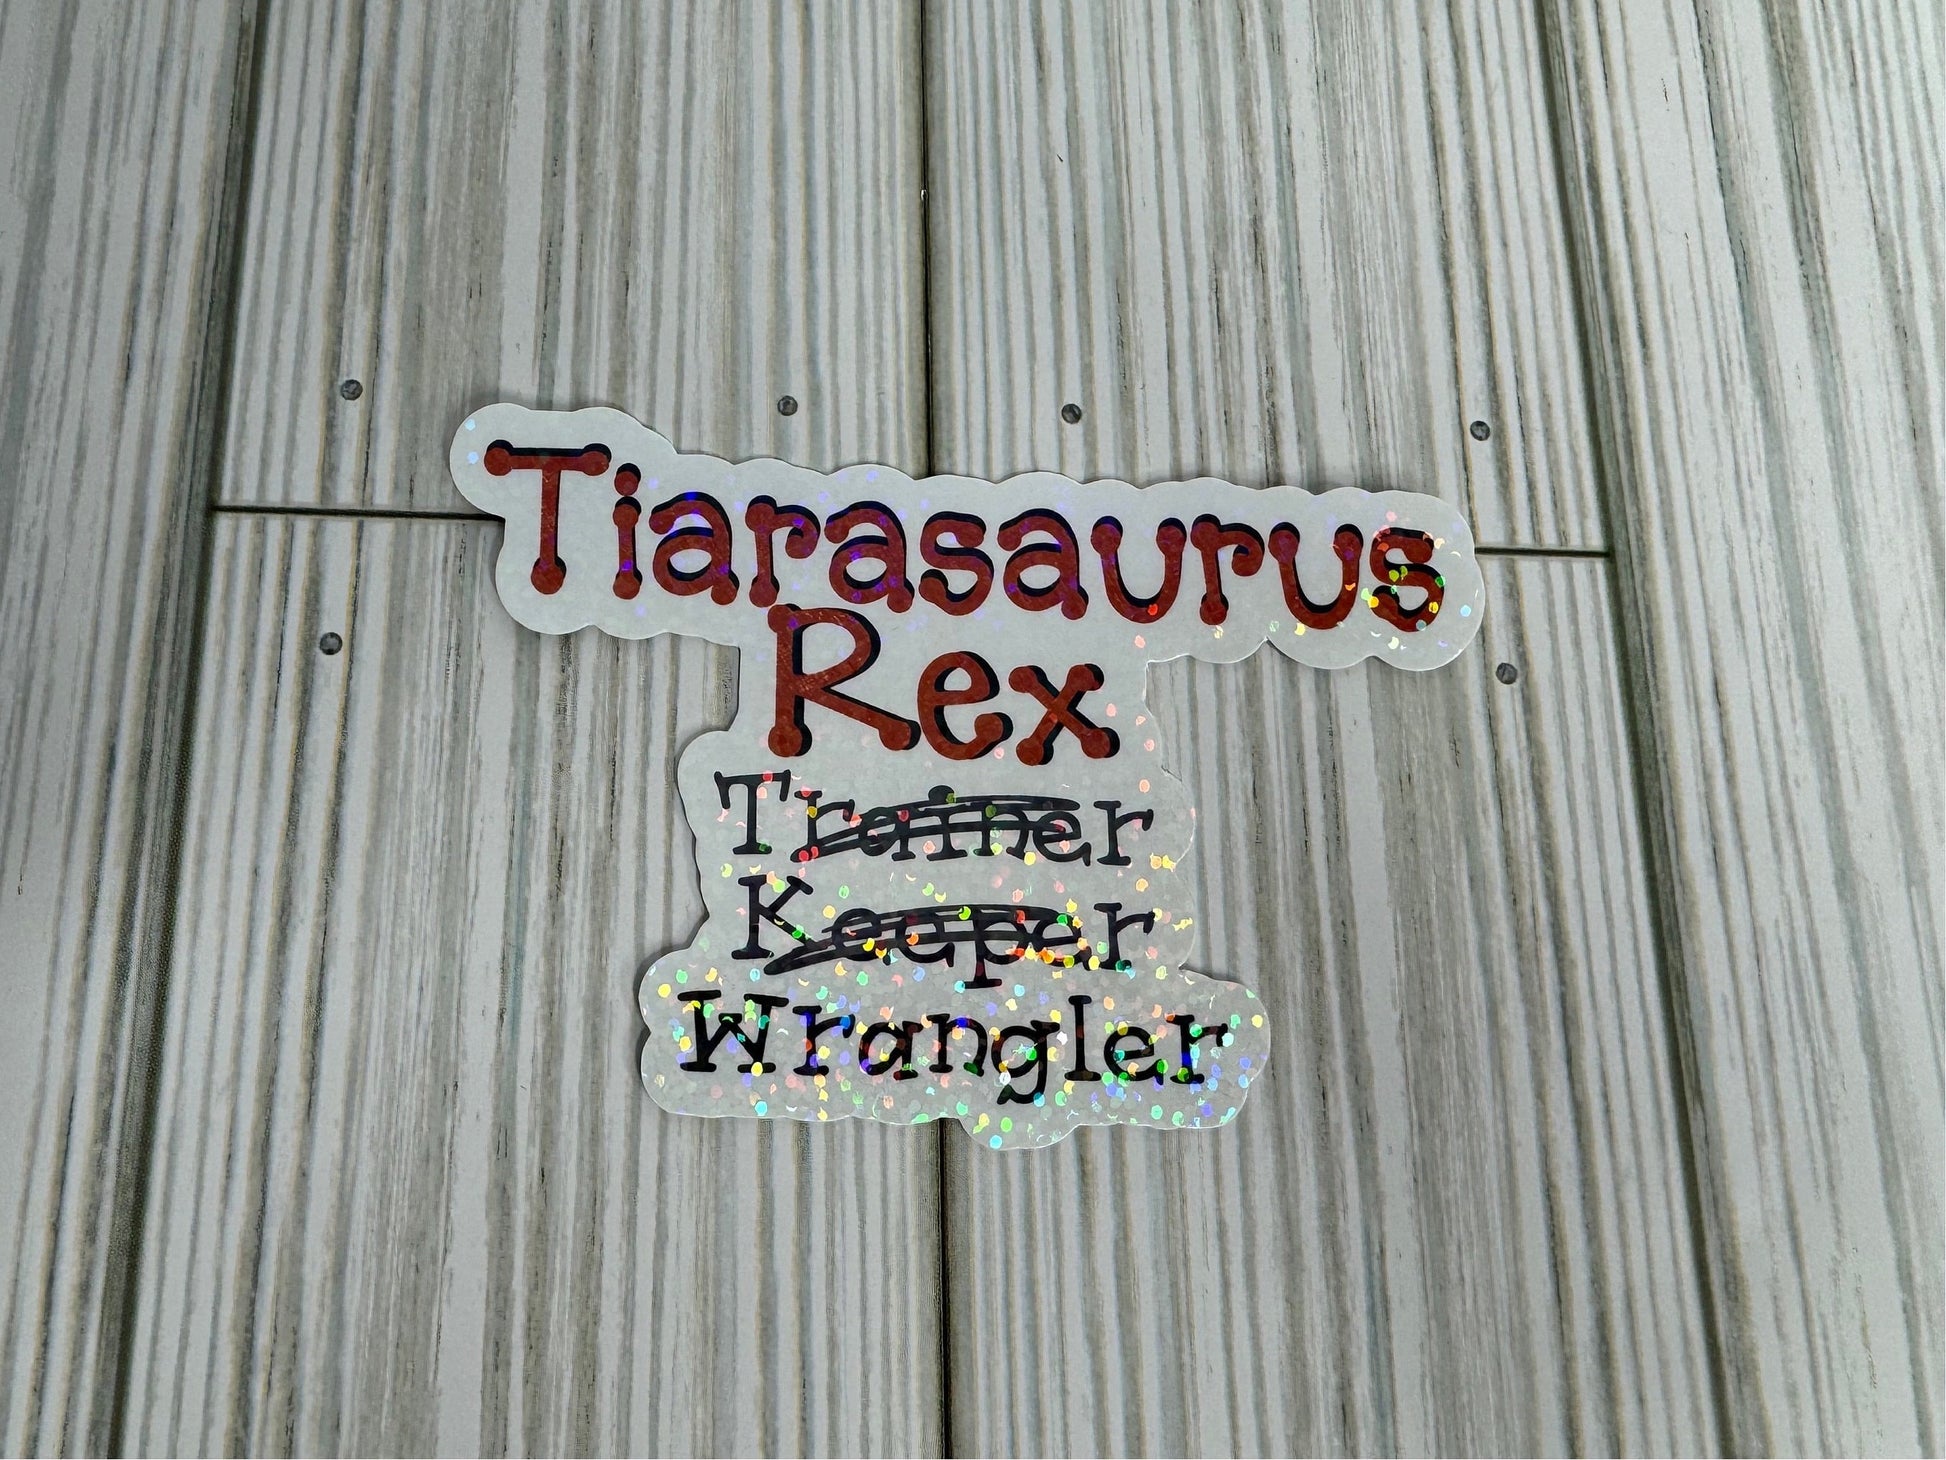 Tiarasaurus
Rex
Trainer
Keeper
Wrangler